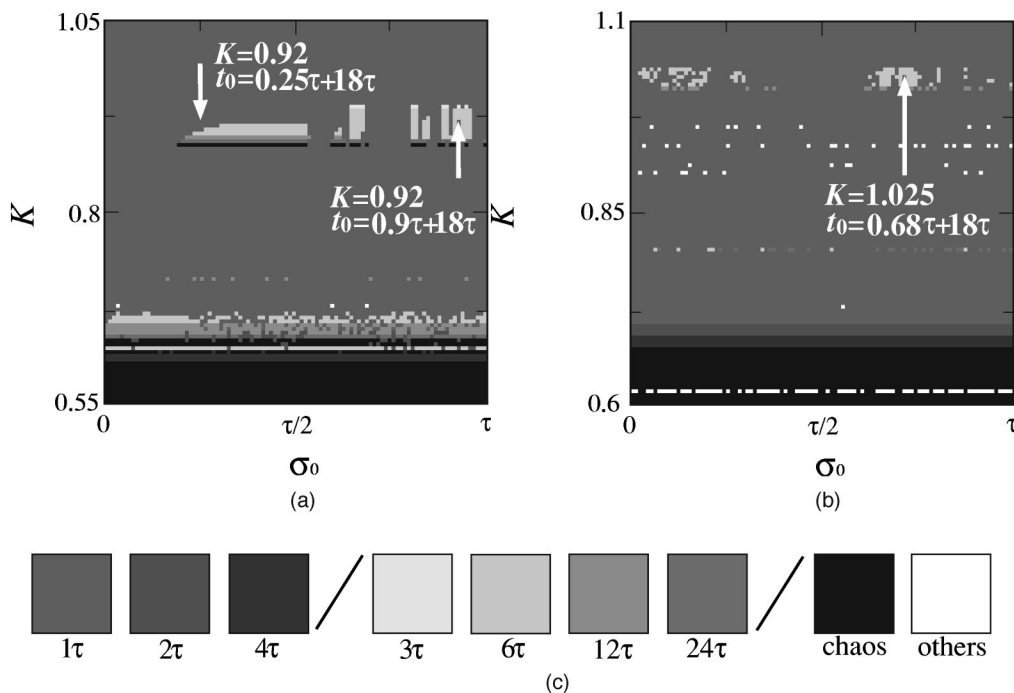 1.05
K=0.92
t0=0.25τ+18τ
K
0.8
K=0.92
t0=0.9τ+18τ
0.55
0
τ/2
τ
σ0
(a)
1.1
K
0.85
K=1.025
t0=0.68τ+18τ
0.6
0
τ/2
τ
σ0
(b)
1τ
2τ
4τ
3τ
6τ
12τ
24τ
chaos
others
(c)